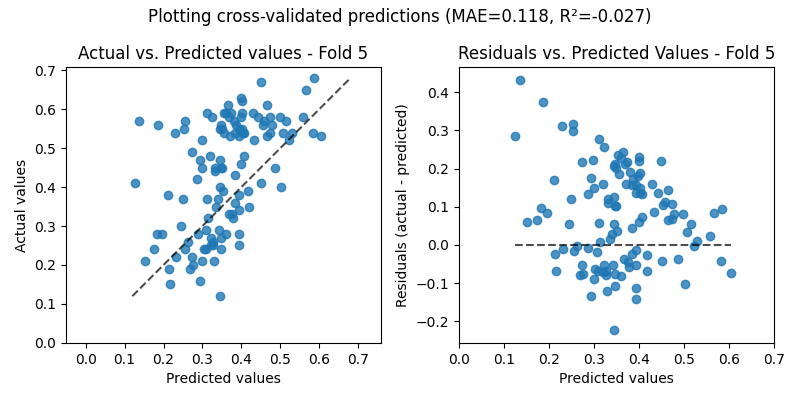 Plotting cross-validated predictions (MAE=0.118, R²=-0.027)
Actual vs. Predicted values - Fold 5
Actual values
0.7
0.6
0.5
0.4
0.3
0.2
0.1
0.0
0.0 0.1 0.2 0.3 0.4 0.5 0.6 0.7
Predicted values
Residuals vs. Predicted Values - Fold 5
Residuals (actual - predicted)
0.4
0.3
0.2
0.1
0.0
−0.1
−0.2
0.0 0.1 0.2 0.3 0.4 0.5 0.6 0.7
Predicted values